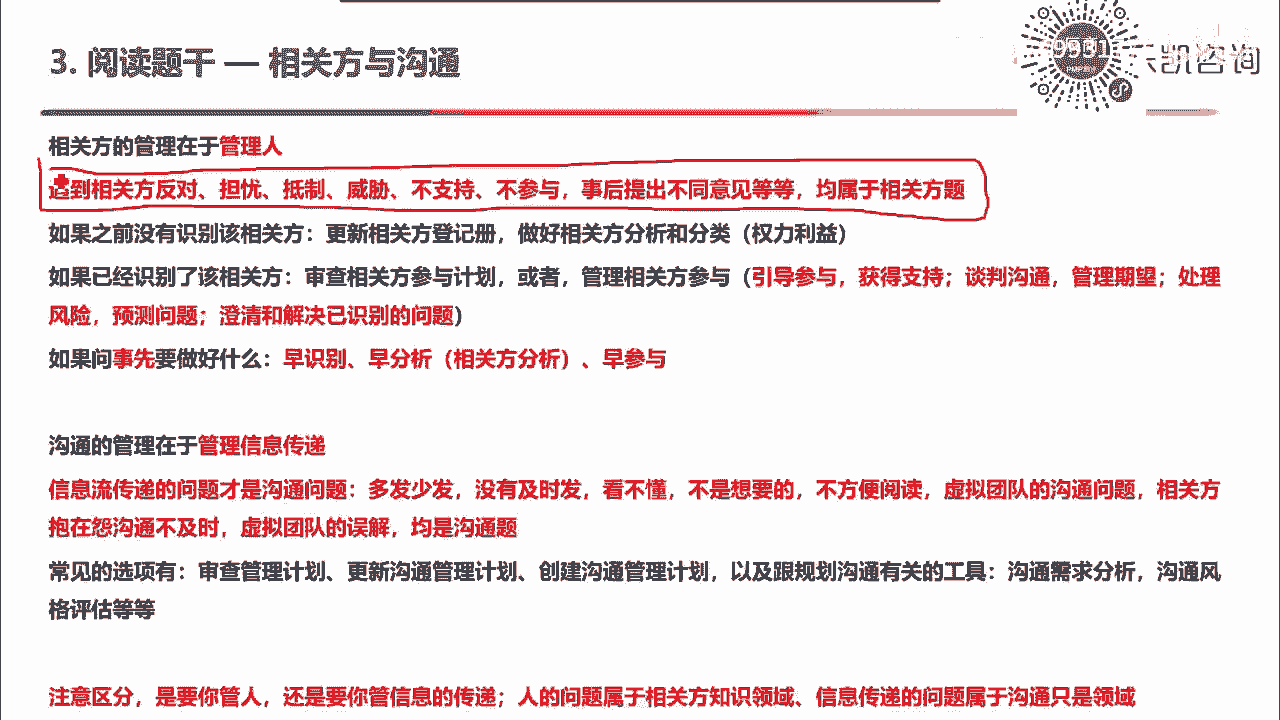 3. 阅读题干 — 相关方与沟通
凯咨询
相关方的管理在于管理人
遇到相关方反对、担忧、抵制、威胁、不支持、不参与，事后提出不同意见等等，均属于相关方题
如果之前没有识别该相关方：更新相关方登记册，做好相关方分析和分类（权力利益）
如果已经识别了该相关方：审查相关方参与计划，或者，管理相关方参与（引导参与，获得支持；谈判沟通，管理期望；处理
风险，预测问题；澄清和解决已识别的问题）
如果问事先要做好什么：早识别、早分析（相关方分析）、早参与
沟通的管理在于管理信息传递
信息流传递的问题才是沟通问题：多发少发，没有及时发，看不懂，不是想要的，不方便阅读，虚拟团队的沟通问题，相关方
抱在怨沟通不及时，虚拟团队的误解，均是沟通题
常见的选项有：审查管理计划、更新沟通管理计划、创建沟通管理计划，以及跟规划沟通有关的工具：沟通需求分析，沟通风
格评估等等
注意区分，是要你管人，还是要你管信息的传递；人的问题属于相关方知识领域、信息传递的问题属于沟通只是领域